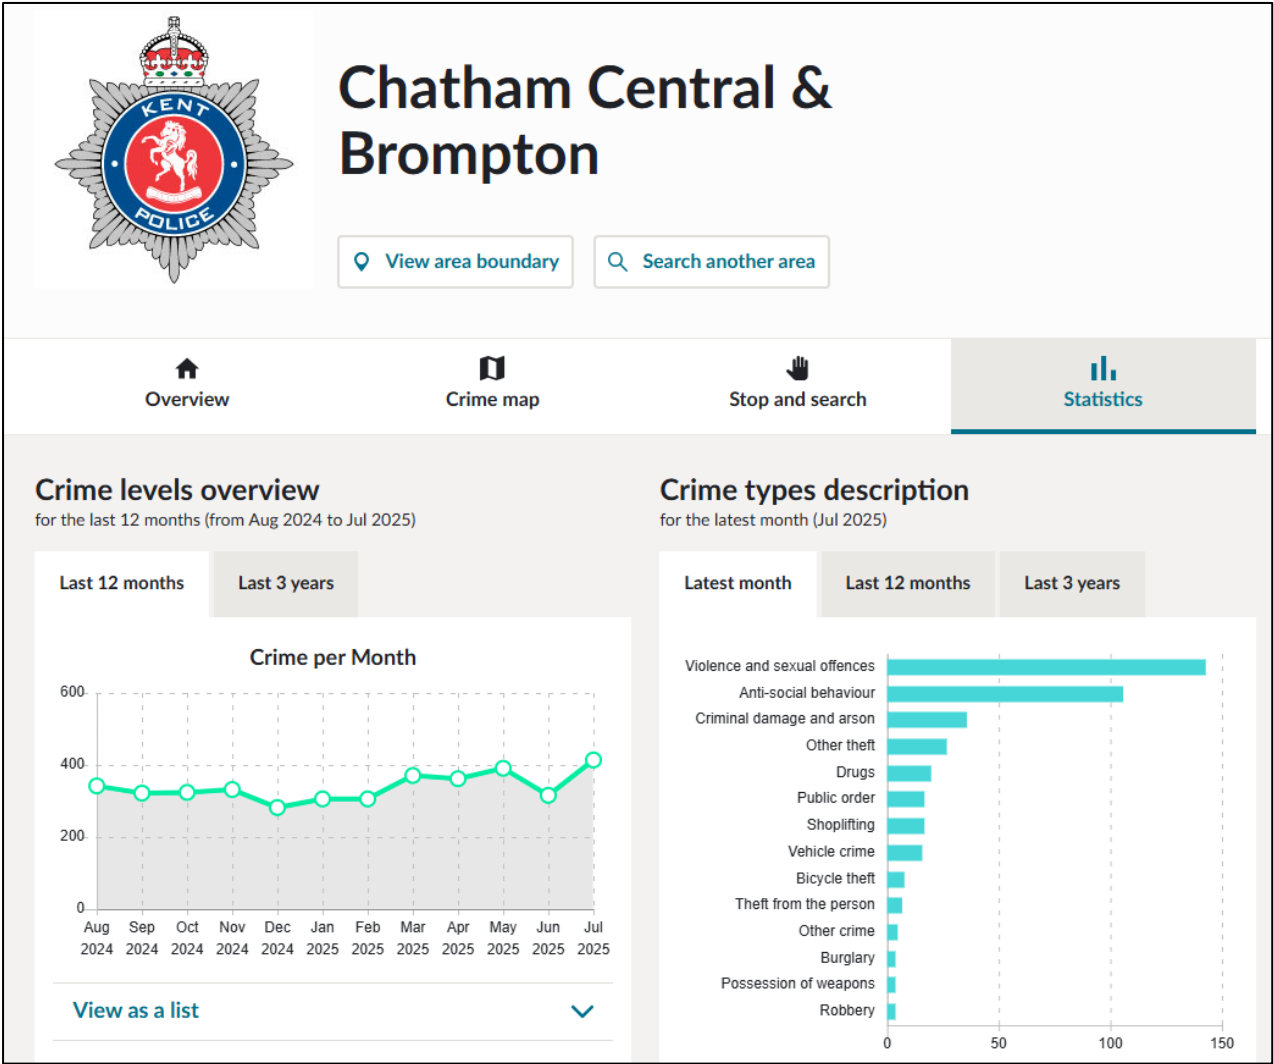 KENT
POLICE
Chatham Central &
Brompton
View area boundary
Search another area
Overview
Crime map
Stop and search
Statistics
Crime levels overview
for the last 12 months (from Aug 2024 to Jul 2025)
Last 12 months
Last 3 years
Crime per Month
600
400
200
0
Aug Sep Oct Nov Dec Jan Feb Mar Apr May Jun Jul
2024 2024 2024 2024 2024 2025 2025 2025 2025 2025 2025 2025
View as a list
Crime types description
for the latest month (Jul 2025)
Latest month
Last 12 months
Last 3 years
Violence and sexual offences
Anti-social behaviour
Criminal damage and arson
Other theft
Drugs
Public order
Shoplifting
Vehicle crime
Bicycle theft
Theft from the person
Other crime
Burglary
Possession of weapons
Robbery
0 50 100 150